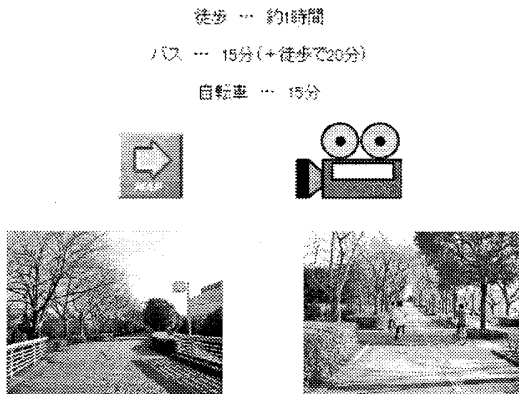 徒歩 … 約1時間
バス … 15分(+徒歩で20分)
自転車 … 15分